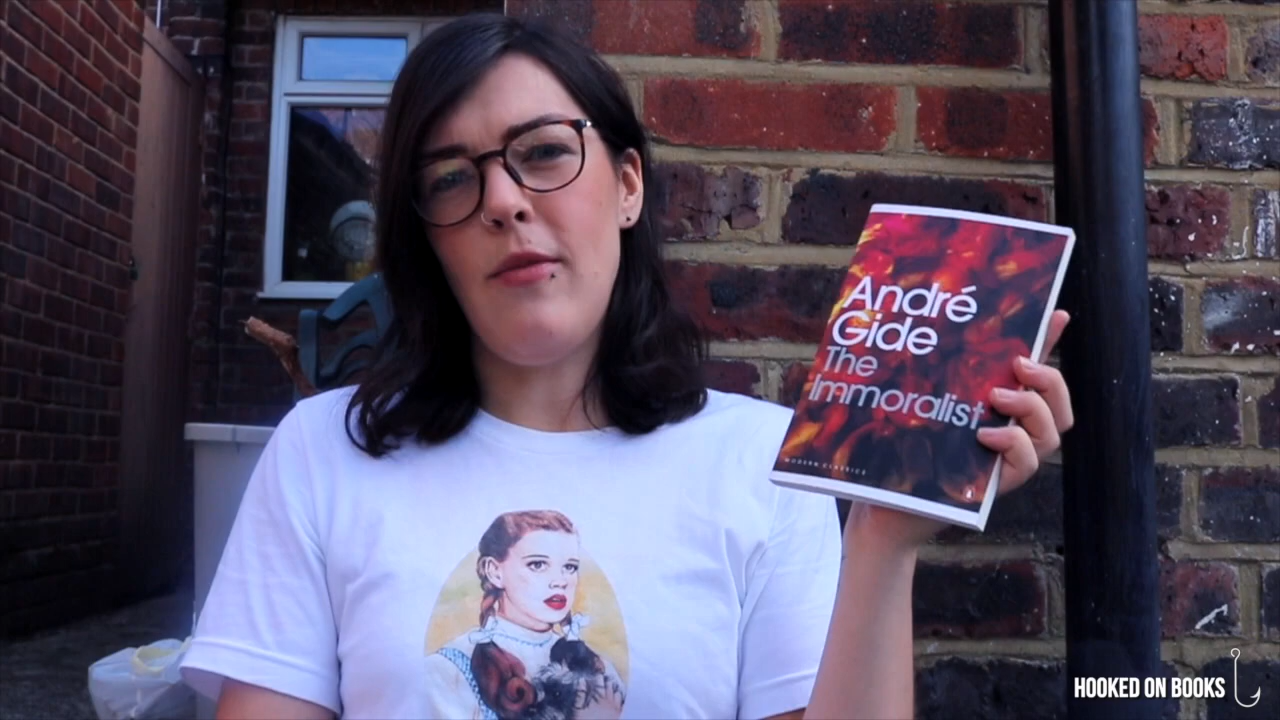 André
Gide
The
Immoralist
MODERN CLASSICS
HOOKED ON BOOKS